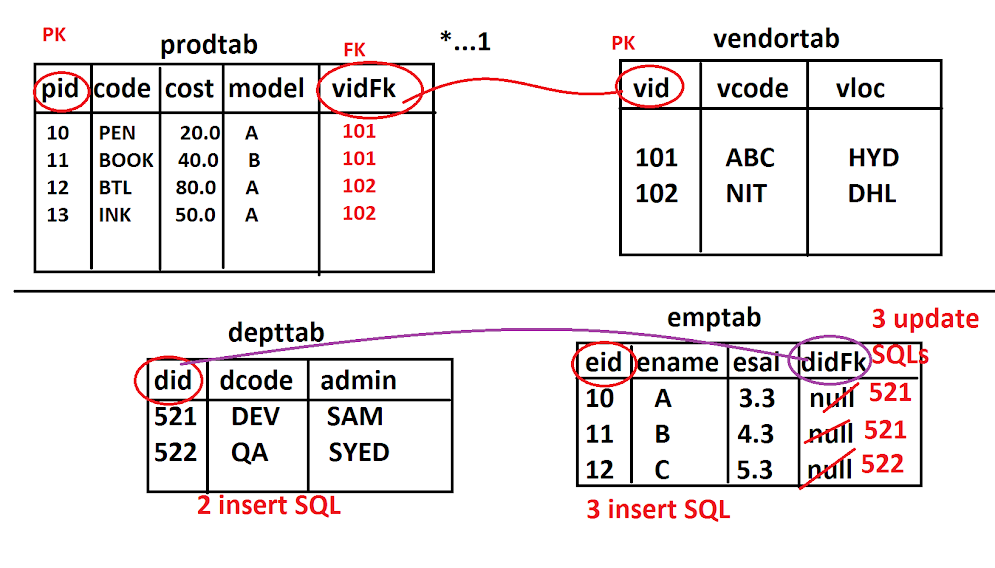 PK
prodtab
FK
*...1
pid code cost model vidFk
10 PEN 20.0 A 101
11 BOOK 40.0 B 101
12 BTL 80.0 A 102
13 INK 50.0 A 102
PK
vendortab
vid vcode vloc
101 ABC HYD
102 NIT DHL
depttab
did dcode admin
521 DEV SAM
522 QA SYED
2 insert SQL
emptab
3 update
SQLs
eid ename esal didFk
10 A 3.3 null 521
11 B 4.3 null 521
12 C 5.3 null 522
3 insert SQL